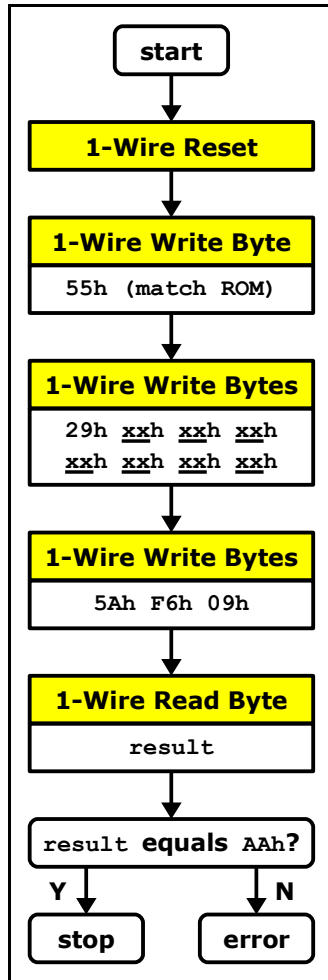 start
1-Wire Reset
1-Wire Write Byte
55h (match ROM)
1-Wire Write Bytes
29h xxh xxh xxh
xxh xxh xxh xxh
1-Wire Write Bytes
5Ah F6h 09h
1-Wire Read Byte
result
result equals AAh?
Y N
stop error